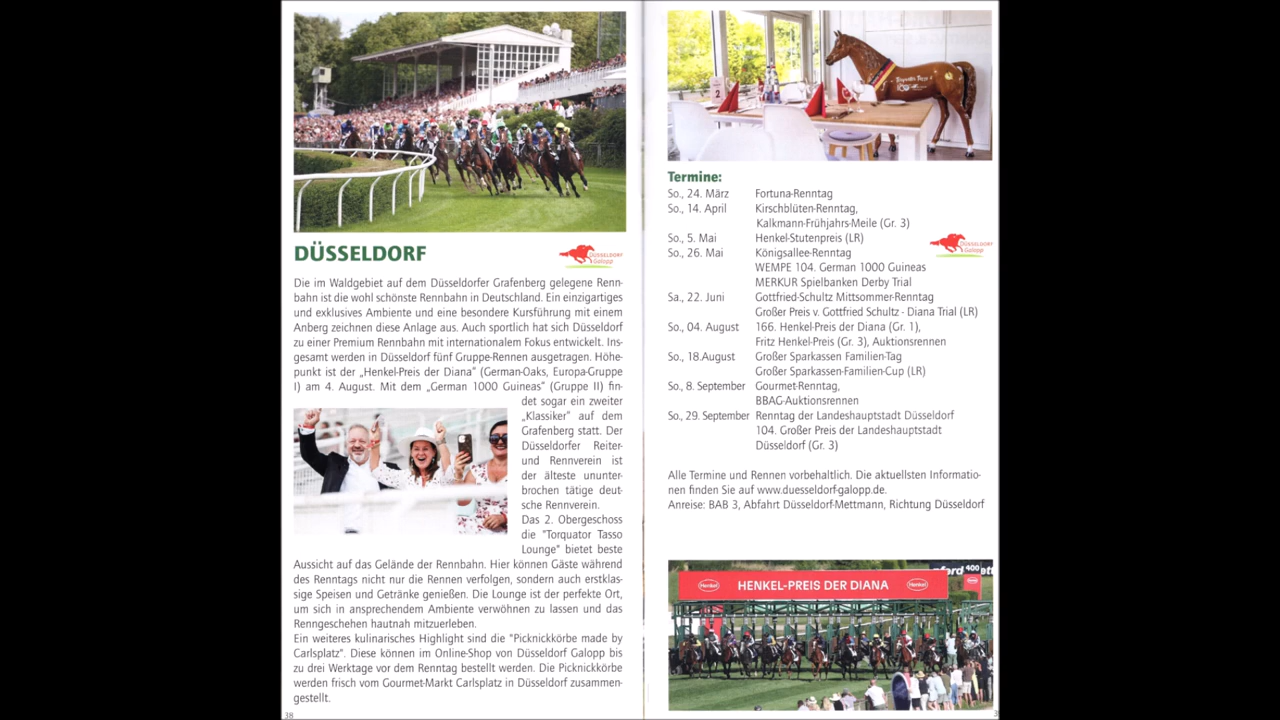 DÜSSELDORF
DÜSSELDORF
Galopp
Die im Waldgebiet auf dem Düsseldorfer Grafenberg gelegene Renn-
bahn ist die wohl schönste Rennbahn in Deutschland. Ein einzigartiges
und exklusives Ambiente und eine besondere Kursführung mit einem
Anberg zeichnen diese Anlage aus. Auch sportlich hat sich Düsseldorf
zu einer Premium Rennbahn mit internationalem Fokus entwickelt. Ins-
gesamt werden in Düsseldorf fünf Gruppe-Rennen ausgetragen. Höhe-
punkt ist der „Henkel-Preis der Diana" (German-Oaks, Europa-Gruppe
I) am 4. August. Mit dem „German 1000 Guineas" (Gruppe II) fin-
det sogar ein zweiter
„Klassiker" auf dem
Grafenberg statt. Der
Düsseldorfer Reiter-
und Rennverein ist
der älteste ununter-
brochen tätige deut-
sche Rennverein.
Das 2. Obergeschoss
die "Torquator Tasso
Lounge" bietet beste
Aussicht auf das Gelände der Rennbahn. Hier können Gäste während
des Renntags nicht nur die Rennen verfolgen, sondern auch erstklas-
sige Speisen und Getränke genießen. Die Lounge ist der perfekte Ort,
um sich in ansprechendem Ambiente verwöhnen zu lassen und das
Renngeschehen hautnah mitzuerleben.
Ein weiteres kulinarisches Highlight sind die "Picknickkörbe made by
Carlsplatz". Diese können im Online-Shop von Düsseldorf Galopp bis
zu drei Werktage vor dem Renntag bestellt werden. Die Picknickkörbe
werden frisch vom Gourmet-Markt Carlsplatz in Düsseldorf zusammen-
gestellt.
38
2
Termine:
So., 24. März Fortuna-Renntag
So., 14. April Kirschblüten-Renntag,
Kalkmann-Frühjahrs-Meile (Gr. 3)
So., 5. Mai Henkel-Stutenpreis (LR)
So., 26. Mai Königsallee-Renntag
WEMPE 104. German 1000 Guineas
MERKUR Spielbanken Derby Trial
Sa., 22. Juni Gottfried-Schultz Mittsommer-Renntag
Großer Preis v. Gottfried Schultz - Diana Trial (LR)
So., 04. August 166. Henkel-Preis der Diana (Gr. 1),
Fritz Henkel-Preis (Gr. 3), Auktionsrennen
So., 18.August Großer Sparkassen Familien-Tag
Großer Sparkassen-Familien-Cup (LR)
So., 8. September Gourmet-Renntag,
BBAG-Auktionsrennen
So., 29. September Renntag der Landeshauptstadt Düsseldorf
104. Großer Preis der Landeshauptstadt
Düsseldorf (Gr. 3)
DÜSSELDORF
Galopp
Alle Termine und Rennen vorbehaltlich. Die aktuellsten Informatio-
nen finden Sie auf www.duesseldorf-galopp.de.
Anreise: BAB 3, Abfahrt Düsseldorf-Mettmann, Richtung Düsseldorf
400
Henkel HENKEL-PREIS DER DIANA Henkel